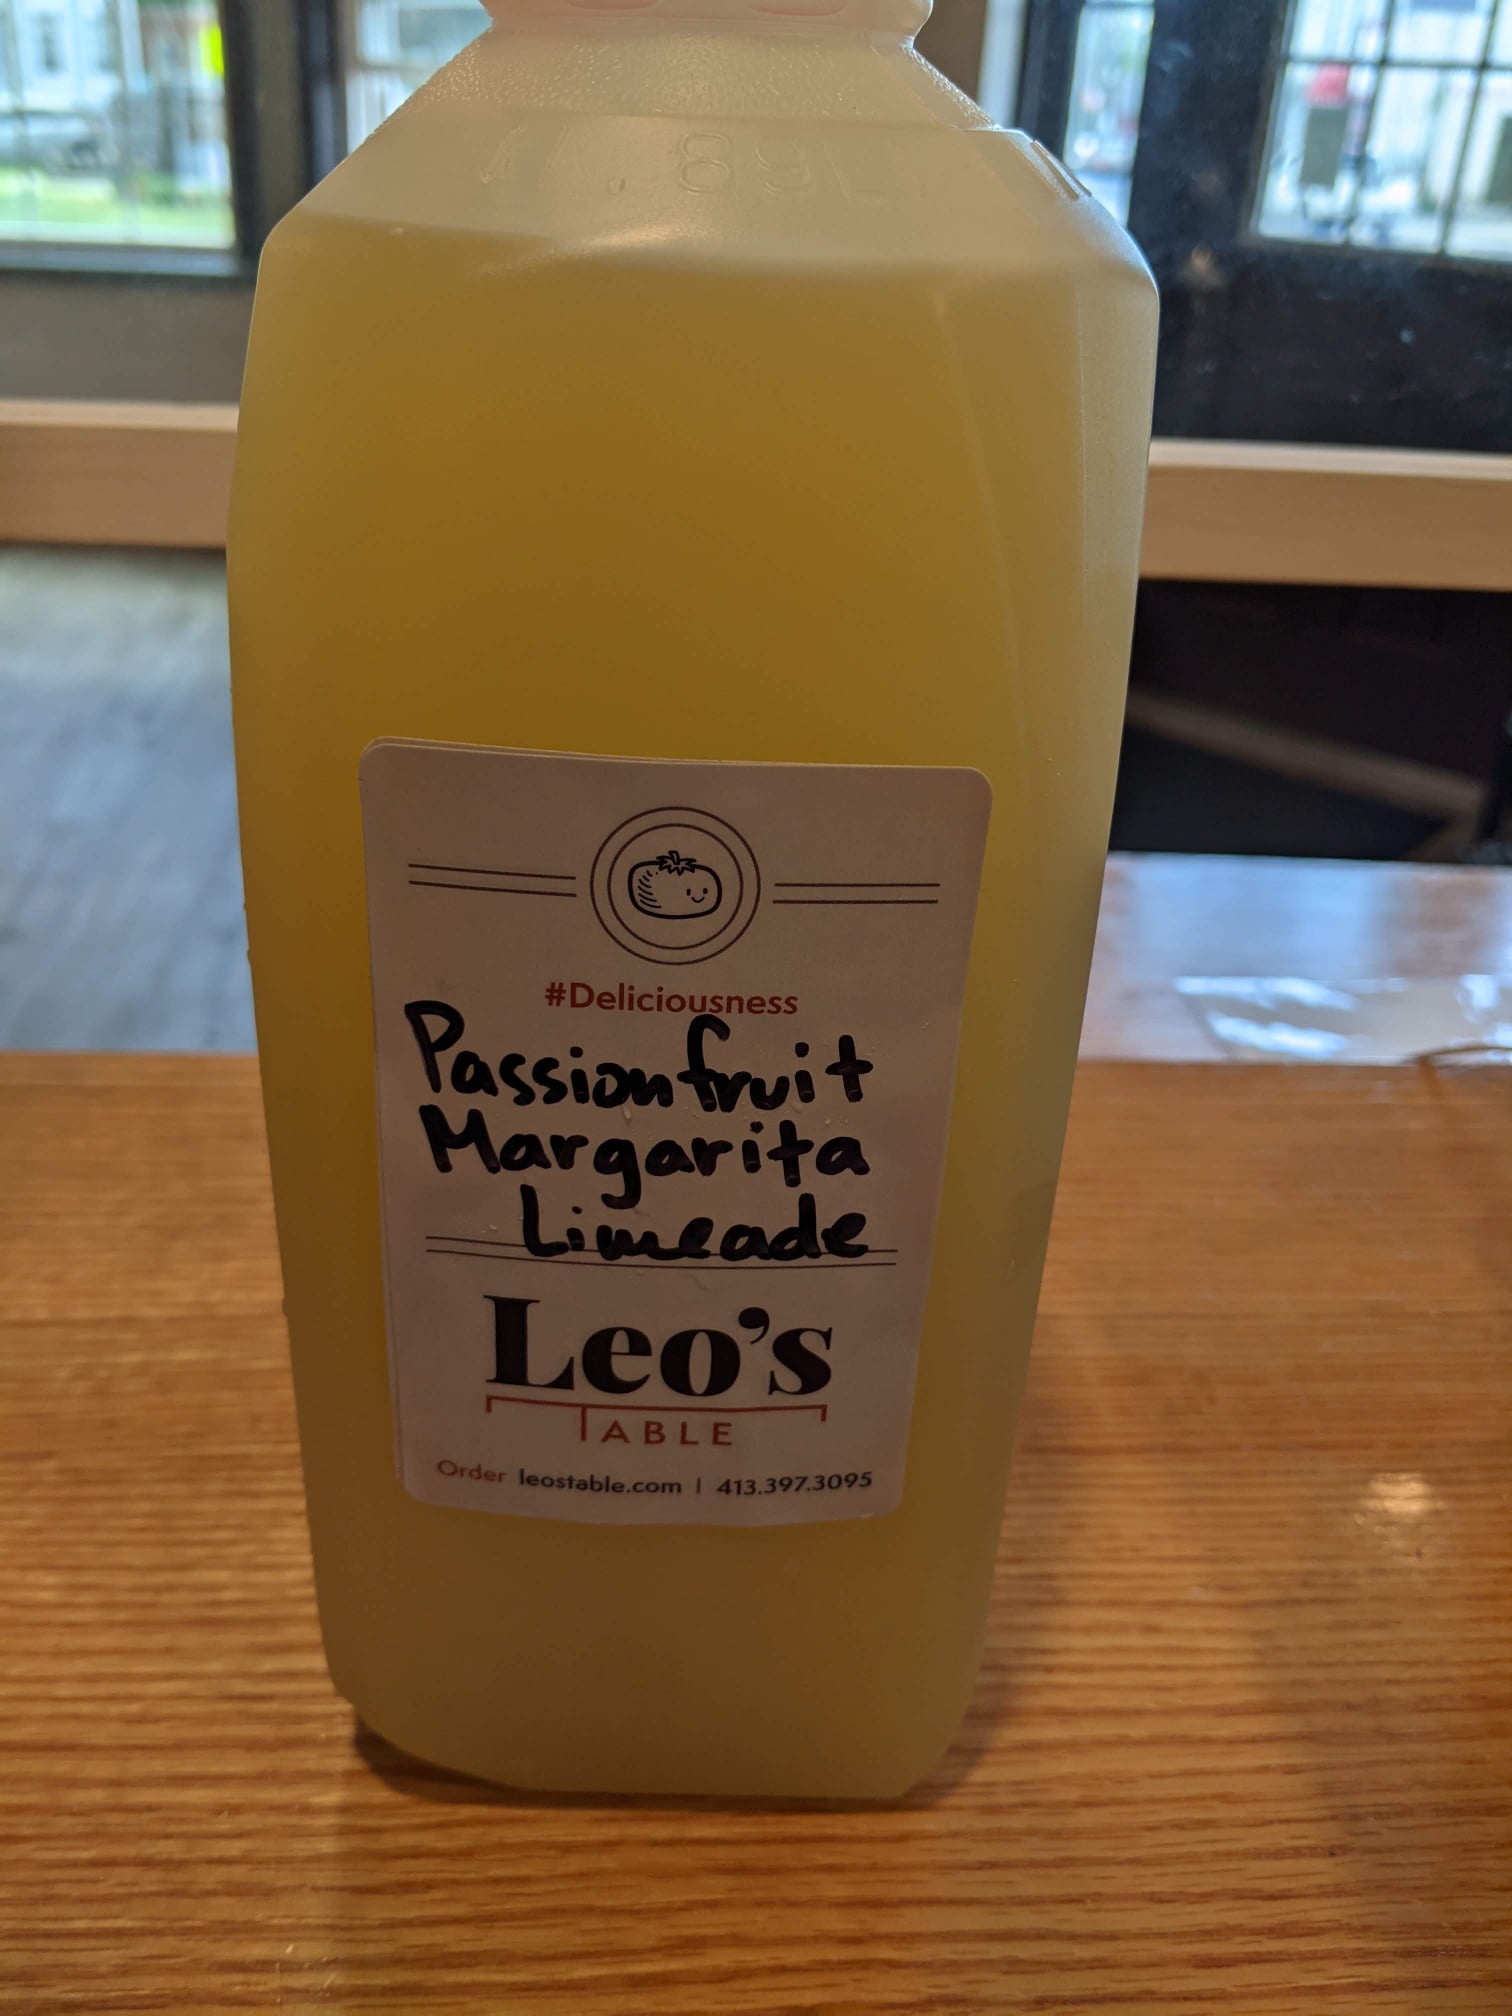 1.89L
#Deliciousness
Passionfruit
Margarita
Limeade
Leo's
TABLE
Order leostable.com | 413.397.3095